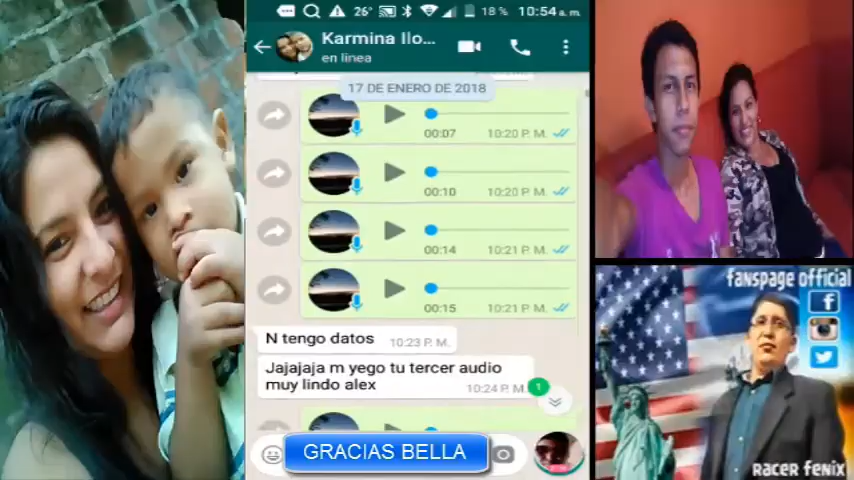 26° 18 % 10:54 a. m.
Karmina Ilo...
en línea
17 DE ENERO DE 2018
00:07 10:20 P. M.
00:10 10:20 P. M.
00:14 10:21 P. M.
00:15 10:21 P. M.
N tengo datos 10:23 P. M.
Jajajaja m yego tu tercer audio
muy lindo alex 10:24 P. M.
1
GRACIAS BELLA
fanspage official
f
RACER FENIX